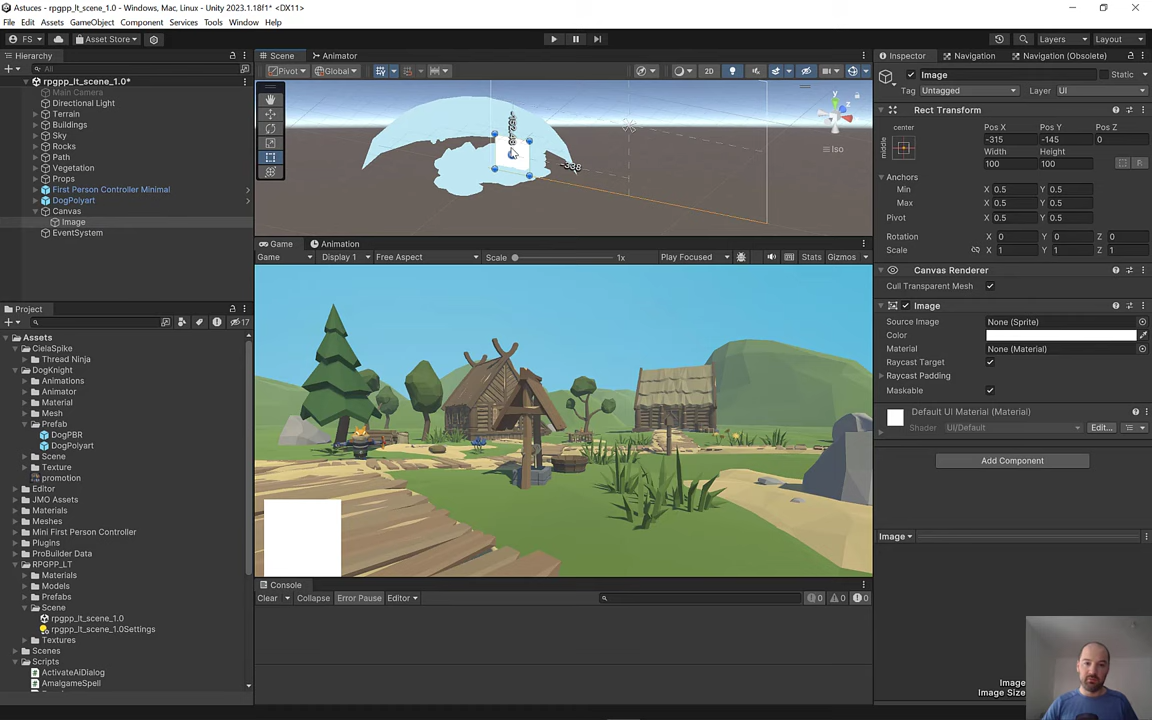 Astuces - rpgpp_lt_scene_1.0 - Windows, Mac, Linux - Unity 2023.1.18f1* <DX11>
File Edit Assets GameObject Component Services Tools Window Help
FS Asset Store Layers Layout
Hierarchy
All
rpgpp_lt_scene_1.0*
Main Camera
Directional Light
Terrain
Buildings
Sky
Rocks
Path
Vegetation
Props
First Person Controller Minimal
DogPolyart
Canvas
Image
EventSystem
Scene Animator
Pivot Global 2D
y
Iso
-338
Game Animation
Game Display 1 Free Aspect Scale 1x Play Focused Stats Gizmos
Project
17
Assets
CielaSpike
Thread Ninja
DogKnight
Animations
Animator
Material
Mesh
Prefab
DogPBR
DogPolyart
Scene
Texture
promotion
Editor
JMO Assets
Materials
Meshes
Mini First Person Controller
Plugins
ProBuilder Data
RPGPP_LT
Materials
Models
Prefabs
Scene
rpgpp_lt_scene_1.0
rpgpp_lt_scene_1.0Settings
Textures
Scenes
Scripts
ActivateAiDialog
AmalgameSpell
Console
Clear Collapse Error Pause Editor 0 0 0
Inspector Navigation Navigation (Obsolete)
Image Static
Tag Untagged Layer UI
Rect Transform
center Pos X Pos Y Pos Z
middle -315 -145 0
Width Height
100 100 R
Anchors
Min X 0.5 Y 0.5
Max X 0.5 Y 0.5
Pivot X 0.5 Y 0.5
Rotation X 0 Y 0 Z 0
Scale X 1 Y 1 Z 1
Canvas Renderer
Cull Transparent Mesh
Image
Source Image None (Sprite)
Color
Material None (Material)
Raycast Target
Raycast Padding
Maskable
Default UI Material (Material)
Shader UI/Default Edit...
Add Component
Image
Image
Image Size